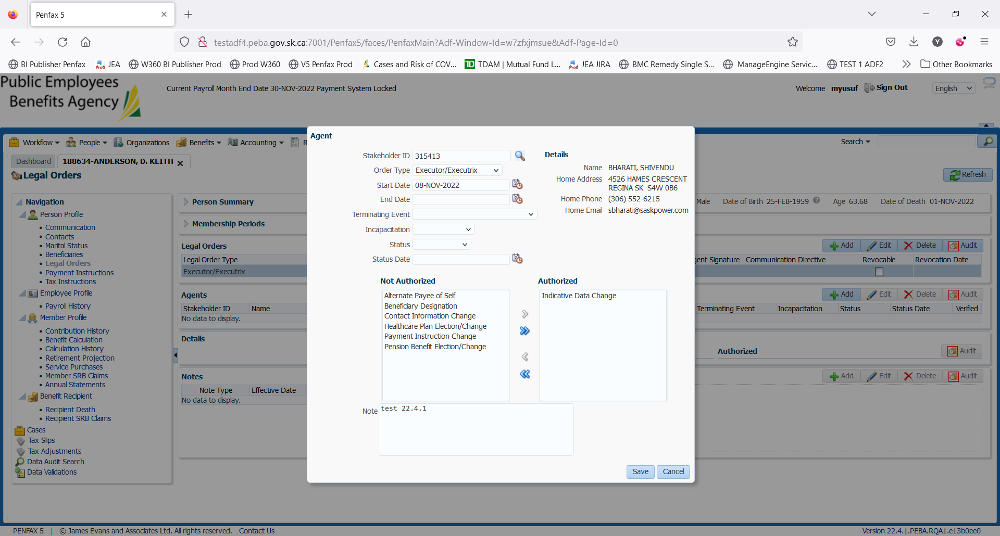 Penfax 5
testadf4.peba.gov.sk.ca:7001/Penfax5/faces/PenfaxMain?Adf-Window-Id=w7zfxjmsue&Adf-Page-Id=0
Y
BI Publisher Penfax
JEA
W360 BI Publisher Prod
Prod W360
V5 Penfax Prod
Cases and Risk of COV...
TDAM | Mutual Fund L...
JEA JIRA
BMC Remedy Single S...
ManageEngine Servic...
TEST 1 ADF2
Other Bookmarks
Public Employees
Benefits Agency
Current Payroll Month End Date 30-NOV-2022 Payment System Locked
Welcome myusuf
Sign Out
English
Workflow
People
Organizations
Benefits
Accounting
R
Search
Dashboard
188634-ANDERSON, D. KEITH
Legal Orders
Refresh
Navigation
Person Profile
Communication
Contacts
Marital Status
Beneficiaries
Legal Orders
Payment Instructions
Tax Instructions
Employee Profile
Payroll History
Member Profile
Contribution History
Benefit Calculation
Calculation History
Retirement Projection
Service Purchases
Member SRB Claims
Annual Statements
Benefit Recipient
Recipient Death
Recipient SRB Claims
Cases
Tax Slips
Tax Adjustments
Data Audit Search
Data Validations
Person Summary
Male Date of Birth 25-FEB-1959 Age 63.68 Date of Death 01-NOV-2022
Membership Periods
Legal Orders
Add Edit Delete Audit
Legal Order Type
gent Signature Communication Directive Revocable Revocation Date
Executor/Executrix
Agents
Add Edit Delete Audit
Stakeholder ID Name
Terminating Event Incapacitation Status Status Date Verified
No data to display.
Details
Authorized
Audit
Notes
Add Edit Delete Audit
Note Type Effective Date
No data to display.
Agent
Stakeholder ID 315413
Order Type Executor/Executrix
Start Date 08-NOV-2022
End Date
Terminating Event
Incapacitation
Status
Status Date
Details
Name BHARATI, SHIVENDU
Home Address 4526 HAMES CRESCENT
REGINA SK S4W 0B6
Home Phone (306) 552-6215
Home Email sbharati@saskpower.com
Not Authorized
Alternate Payee of Self
Beneficiary Designation
Contact Information Change
Healthcare Plan Election/Change
Payment Instruction Change
Pension Benefit Election/Change
Authorized
Indicative Data Change
Note test 22.4.1
Save
Cancel
PENFAX 5 | © James Evans and Associates Ltd. All rights reserved. Contact Us
Version 22.4.1.PEBA.RQA1.e13b0ee0